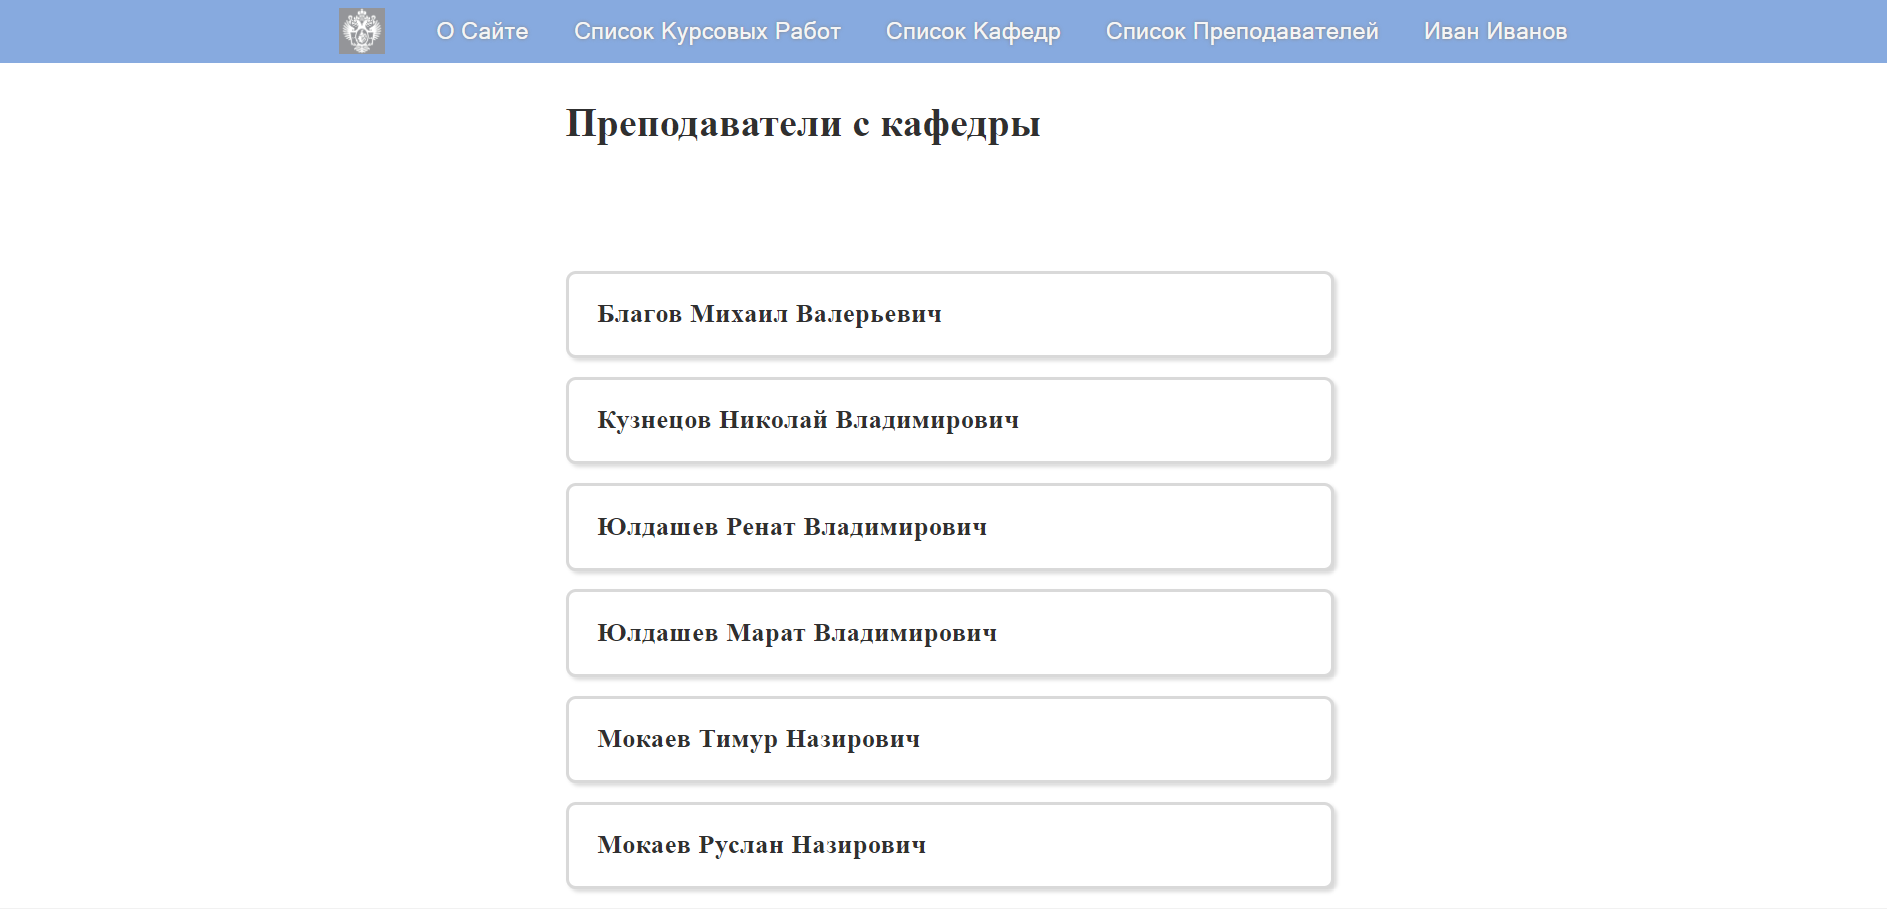 О Сайте Список Курсовых Работ Список Кафедр Список Преподавателей Иван Иванов
Преподаватели с кафедры
Благов Михаил Валерьевич
Кузнецов Николай Владимирович
Юлдашев Ренат Владимирович
Юлдашев Марат Владимирович
Мокаев Тимур Назирович
Мокаев Руслан Назирович